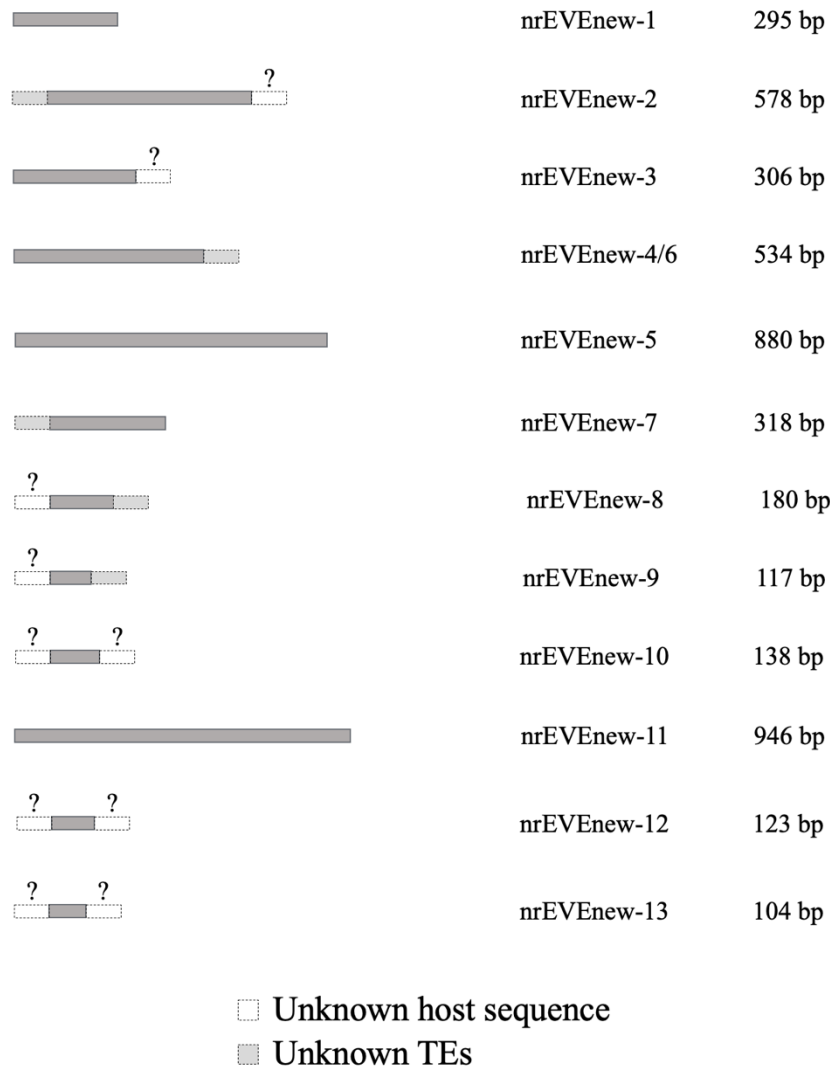 nrEVEnew-1 295 bp
?
nrEVEnew-2 578 bp
?
nrEVEnew-3 306 bp
nrEVEnew-4/6 534 bp
nrEVEnew-5 880 bp
nrEVEnew-7 318 bp
?
nrEVEnew-8 180 bp
?
nrEVEnew-9 117 bp
? ?
nrEVEnew-10 138 bp
nrEVEnew-11 946 bp
? ?
nrEVEnew-12 123 bp
? ?
nrEVEnew-13 104 bp
Unknown host sequence
Unknown TEs